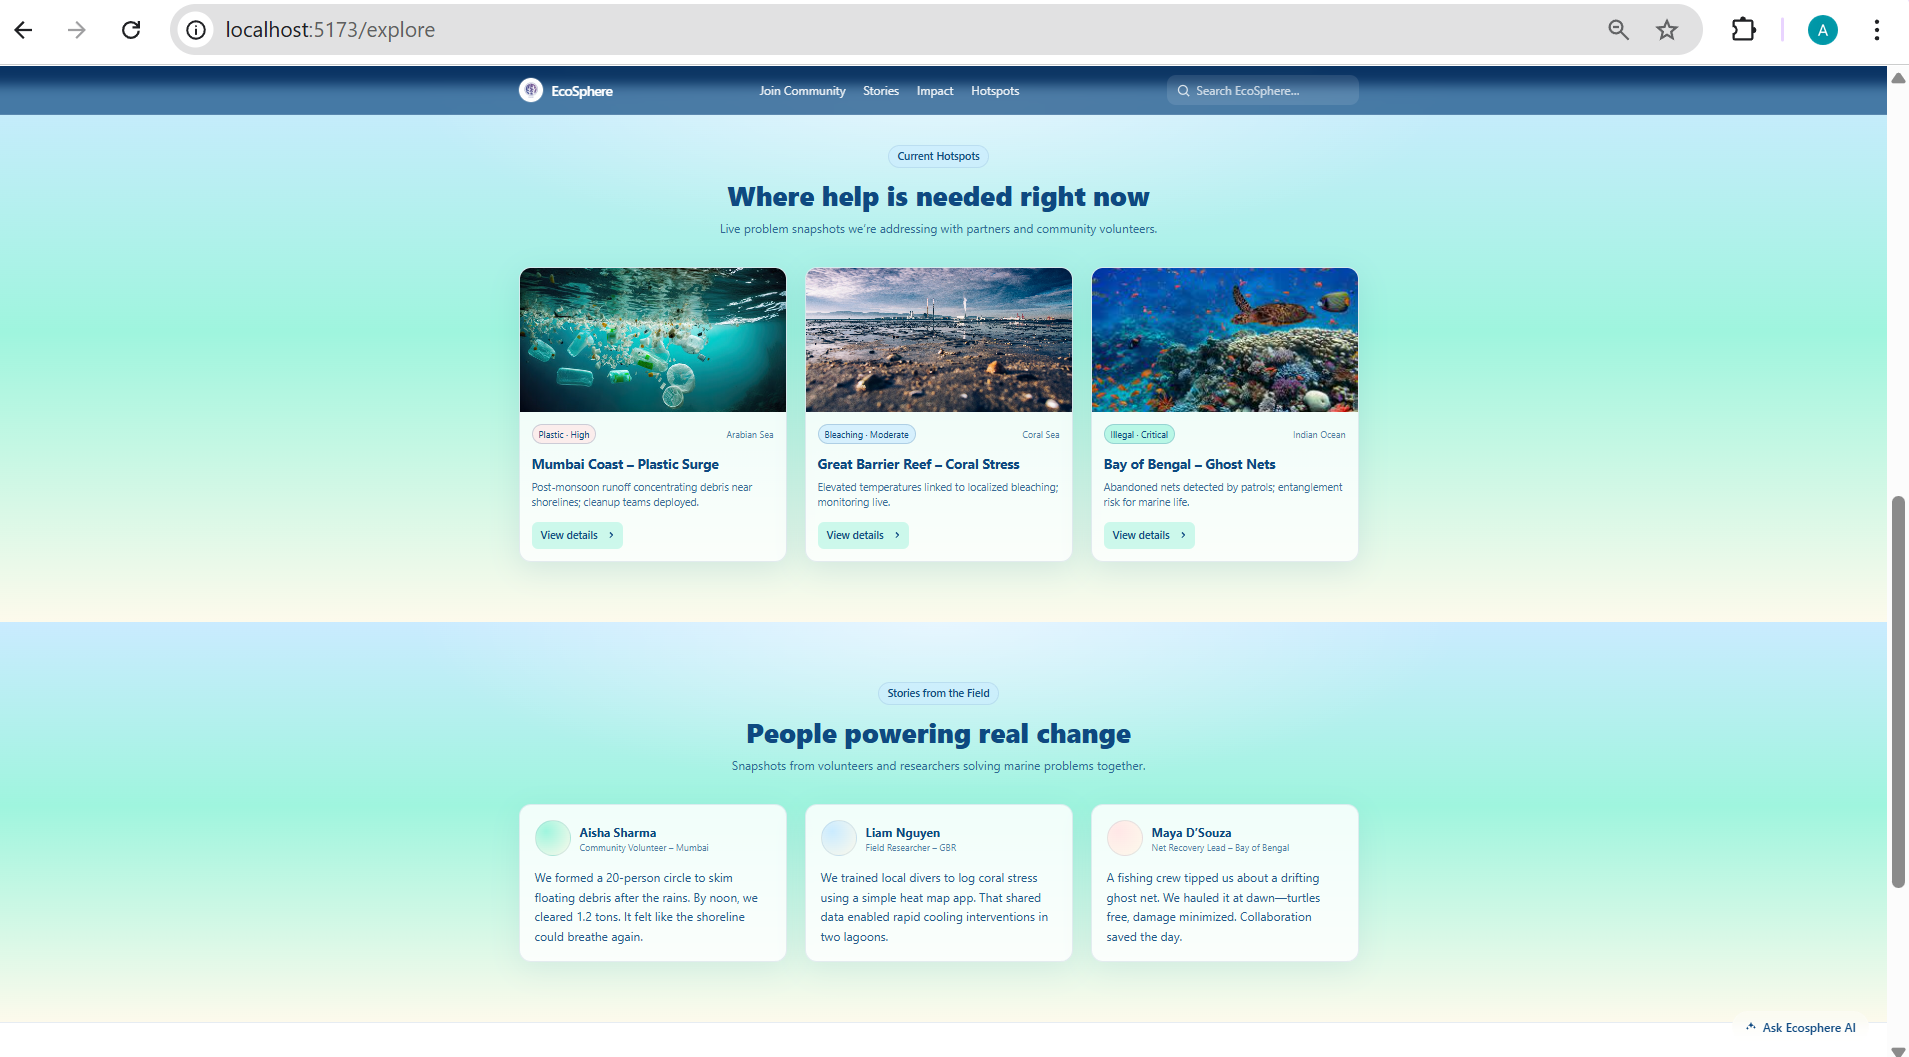 localhost:5173/explore
A
EcoSphere
Join Community Stories Impact Hotspots
Search EcoSphere...
Current Hotspots
Where help is needed right now
Live problem snapshots we're addressing with partners and community volunteers.
Plastic · High
Arabian Sea
Mumbai Coast – Plastic Surge
Post-monsoon runoff concentrating debris near
shorelines; cleanup teams deployed.
View details
Bleaching · Moderate
Coral Sea
Great Barrier Reef – Coral Stress
Elevated temperatures linked to localized bleaching;
monitoring live.
View details
Illegal · Critical
Indian Ocean
Bay of Bengal – Ghost Nets
Abandoned nets detected by patrols; entanglement
risk for marine life.
View details
Stories from the Field
People powering real change
Snapshots from volunteers and researchers solving marine problems together.
Aisha Sharma
Community Volunteer – Mumbai
We formed a 20-person circle to skim
floating debris after the rains. By noon, we
cleared 1.2 tons. It felt like the shoreline
could breathe again.
Liam Nguyen
Field Researcher – GBR
We trained local divers to log coral stress
using a simple heat map app. That shared
data enabled rapid cooling interventions in
two lagoons.
Maya D’Souza
Net Recovery Lead – Bay of Bengal
A fishing crew tipped us about a drifting
ghost net. We hauled it at dawn—turtles
free, damage minimized. Collaboration
saved the day.
Ask Ecosphere AI